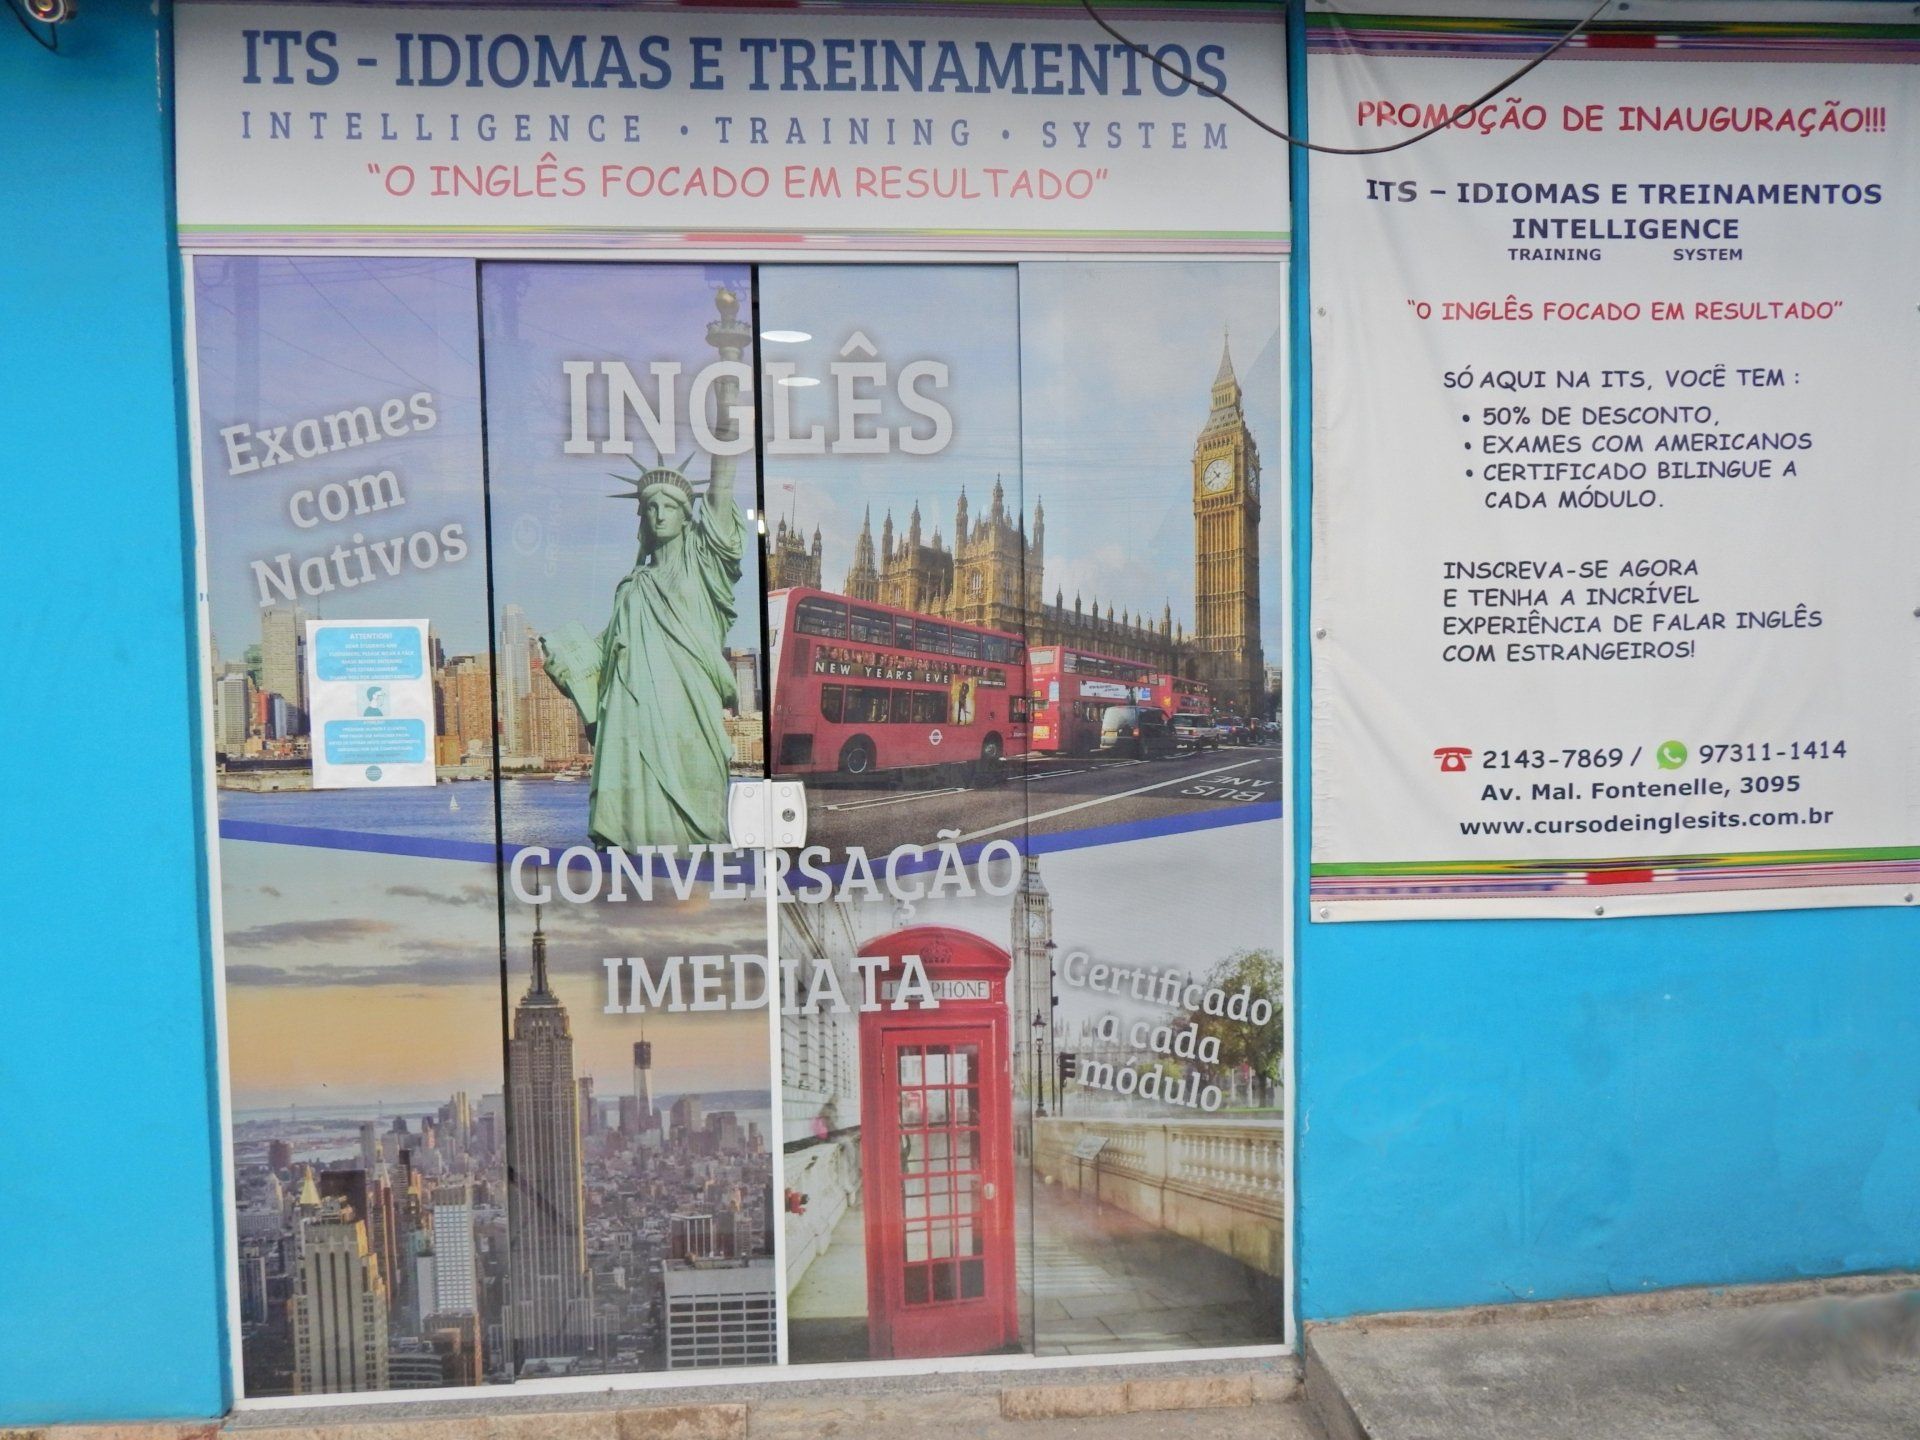 ITS - IDIOMAS E TREINAMENTOS
INTELLIGENCE • TRAINING • SYSTEM
"O INGLÊS FOCADO EM RESULTADO"
Exames
com
Nativos
INGLÊS
NEW YEAR'S EVE
BUS
LANE
ATTENTION!
CONVERSAÇÃO
IMEDIATA
Certificado
a cada
módulo
PROMOÇÃO DE INAUGURAÇÃO!!!
ITS – IDIOMAS E TREINAMENTOS
INTELLIGENCE
TRAINING SYSTEM
"O INGLÊS FOCADO EM RESULTADO"
SÓ AQUI NA ITS, VOCÊ TEM :
• 50% DE DESCONTO,
• EXAMES COM AMERICANOS
• CERTIFICADO BILINGUE A
CADA MÓDULO.
INSCREVA-SE AGORA
E TENHA A INCRÍVEL
EXPERIÊNCIA DE FALAR INGLÊS
COM ESTRANGEIROS!
2143-7869 / 97311-1414
Av. Mal. Fontenelle, 3095
www.cursodeinglesits.com.br